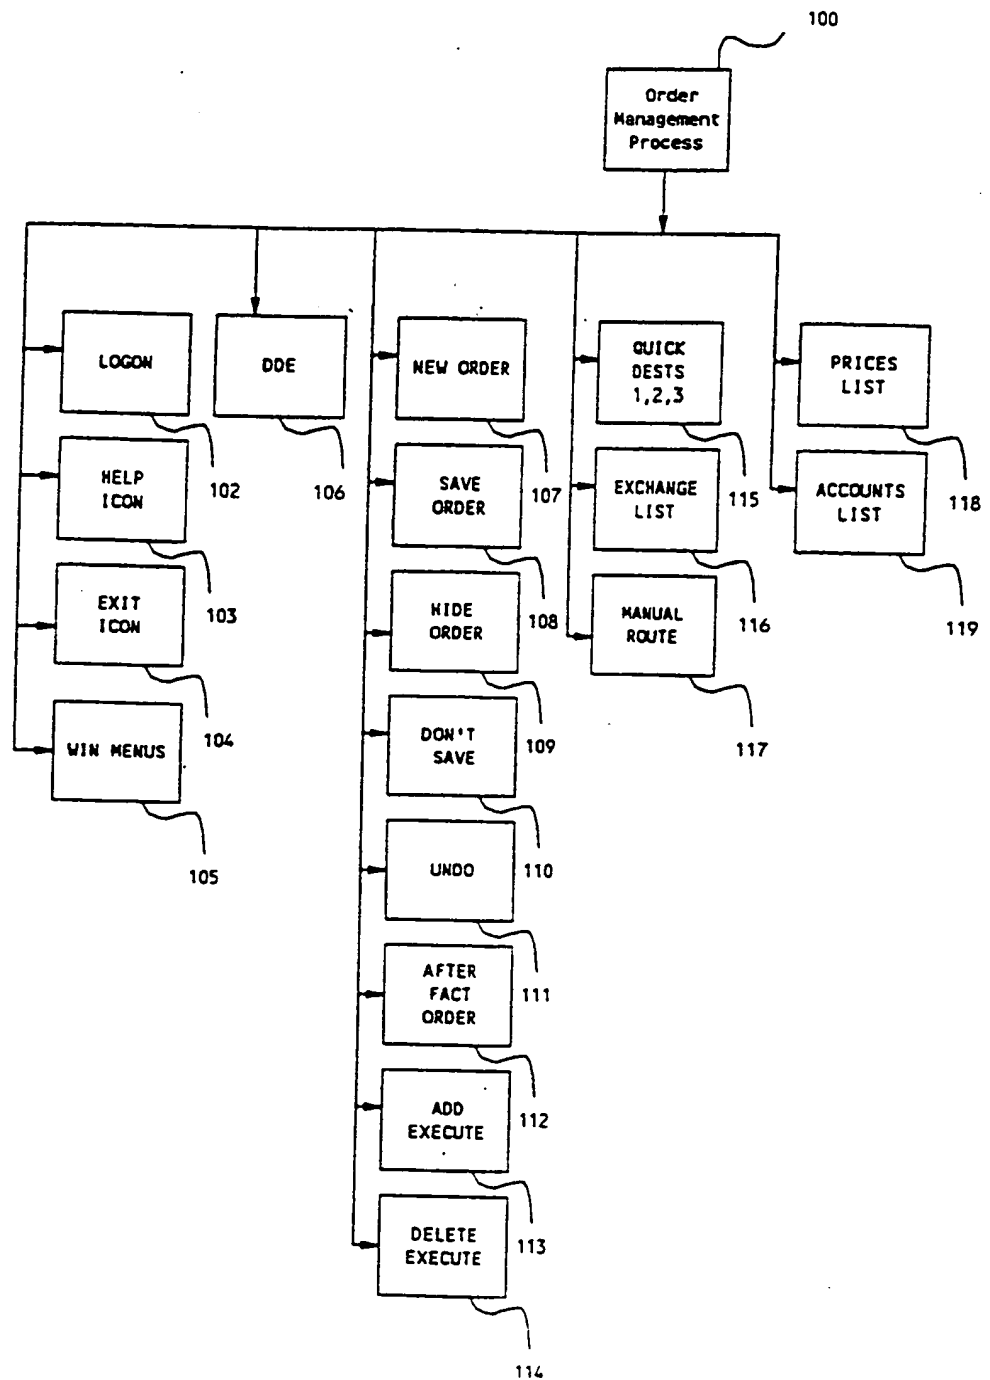 100
Order
Management
Process
LOGON
102
HELP
ICON
103
EXIT
ICON
104
WIN MENUS
105
DDE
106
NEW ORDER
107
SAVE
ORDER
108
HIDE
ORDER
109
DON'T
SAVE
110
UNDO
111
AFTER
FACT
ORDER
112
ADD
EXECUTE
113
DELETE
EXECUTE
114
QUICK
DESTS
1,2,3
115
EXCHANGE
LIST
116
MANUAL
ROUTE
117
PRICES
LIST
118
ACCOUNTS
LIST
119